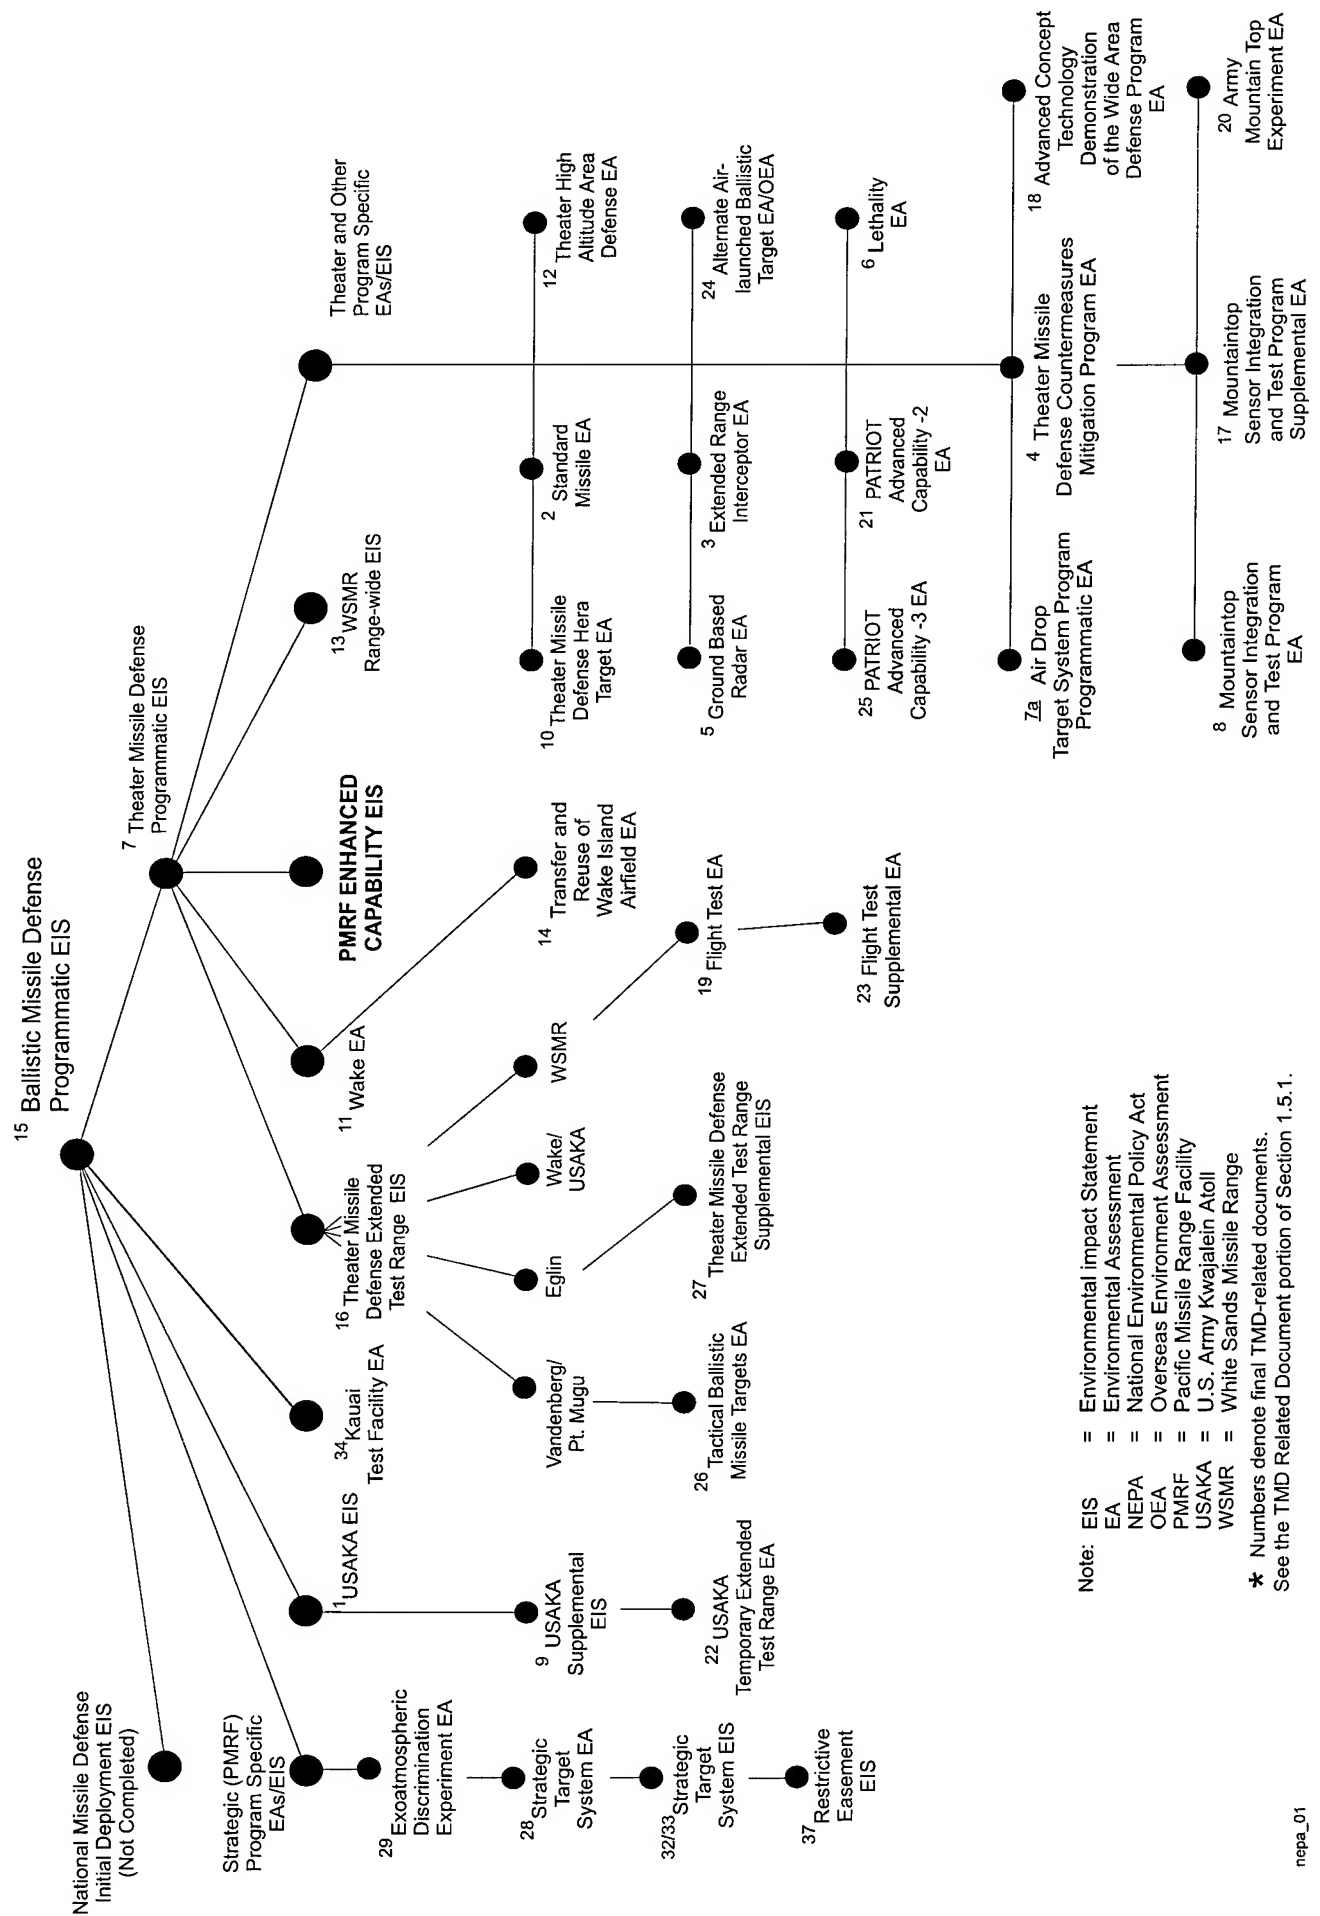 15 Ballistic Missile Defense
Programmatic EIS
7 Theater Missile Defense
Programmatic EIS
National Missile Defense
Initial Deployment EIS
(Not Completed)
Strategic (PMRF)
Program Specific
EAs/EIS
1 USAKA EIS
34 Kauai
Test Facility EA
16 Theater Missile
Defense Extended
Test Range EIS
11 Wake EA
PMRF ENHANCED
CAPABILITY EIS
13 WSMR
Range-wide EIS
Theater and Other
Program Specific
EAs/EIS
29 Exoatmospheric
Discrimination
Experiment EA
28 Strategic
Target
System EA
32/33 Strategic
Target
System EIS
37 Restrictive
Easement
EIS
9 USAKA
Supplemental
EIS
22 USAKA
Temporary Extended
Test Range EA
Vandenberg/
Pt. Mugu
Eglin
Wake/
USAKA
WSMR
14 Transfer and
Reuse of
Wake Island
Airfield EA
26 Tactical Ballistic
Missile Targets EA
27 Theater Missile Defense
Extended Test Range
Supplemental EIS
19 Flight Test EA
23 Flight Test
Supplemental EA
10 Theater Missile
Defense Hera
Target EA
2 Standard
Missile EA
12 Theater High
Altitude Area
Defense EA
5 Ground Based
Radar EA
3 Extended Range
Interceptor EA
24 Alternate Air-
launched Ballistic
Target EA/OEA
25 PATRIOT
Advanced
Capability -3 EA
21 PATRIOT
Advanced
Capability -2
EA
6 Lethality
EA
7a Air Drop
Target System Program
Programmatic EA
4 Theater Missile
Defense Countermeasures
Mitigation Program EA
18 Advanced Concept
Technology
Demonstration
of the Wide Area
Defense Program
EA
8 Mountaintop
Sensor Integration
and Test Program
EA
17 Mountaintop
Sensor Integration
and Test Program
Supplemental EA
20 Army
Mountain Top
Experiment EA
Note: EIS = Environmental impact Statement
EA = Environmental Assessment
NEPA = National Environmental Policy Act
OEA = Overseas Environment Assessment
PMRF = Pacific Missile Range Facility
USAKA = U.S. Army Kwajalein Atoll
WSMR = White Sands Missile Range
* Numbers denote final TMD-related documents.
See the TMD Related Document portion of Section 1.5.1.
nepa_01